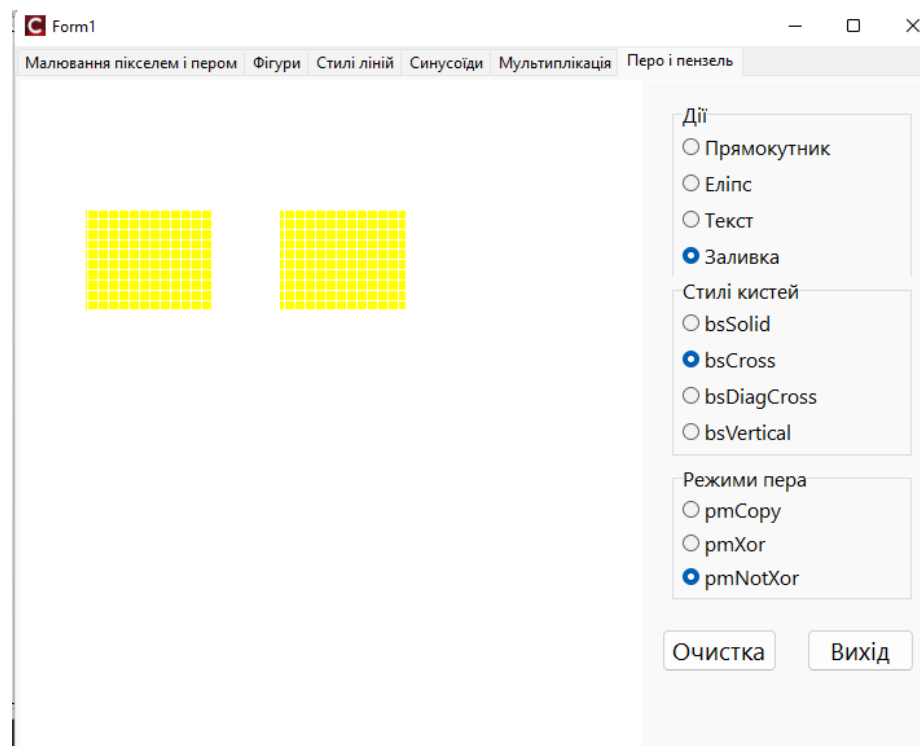 Form1
Малювання пікселем і пером Фігури Стилі ліній Синусоїди Мультиплікація Перо і пензель
Дії
Прямокутник
Еліпс
Текст
Заливка
Стилі кистей
bsSolid
bsCross
bsDiagCross
bsVertical
Режими пера
pmCopy
pmXor
pmNotXor
Очистка Вихід